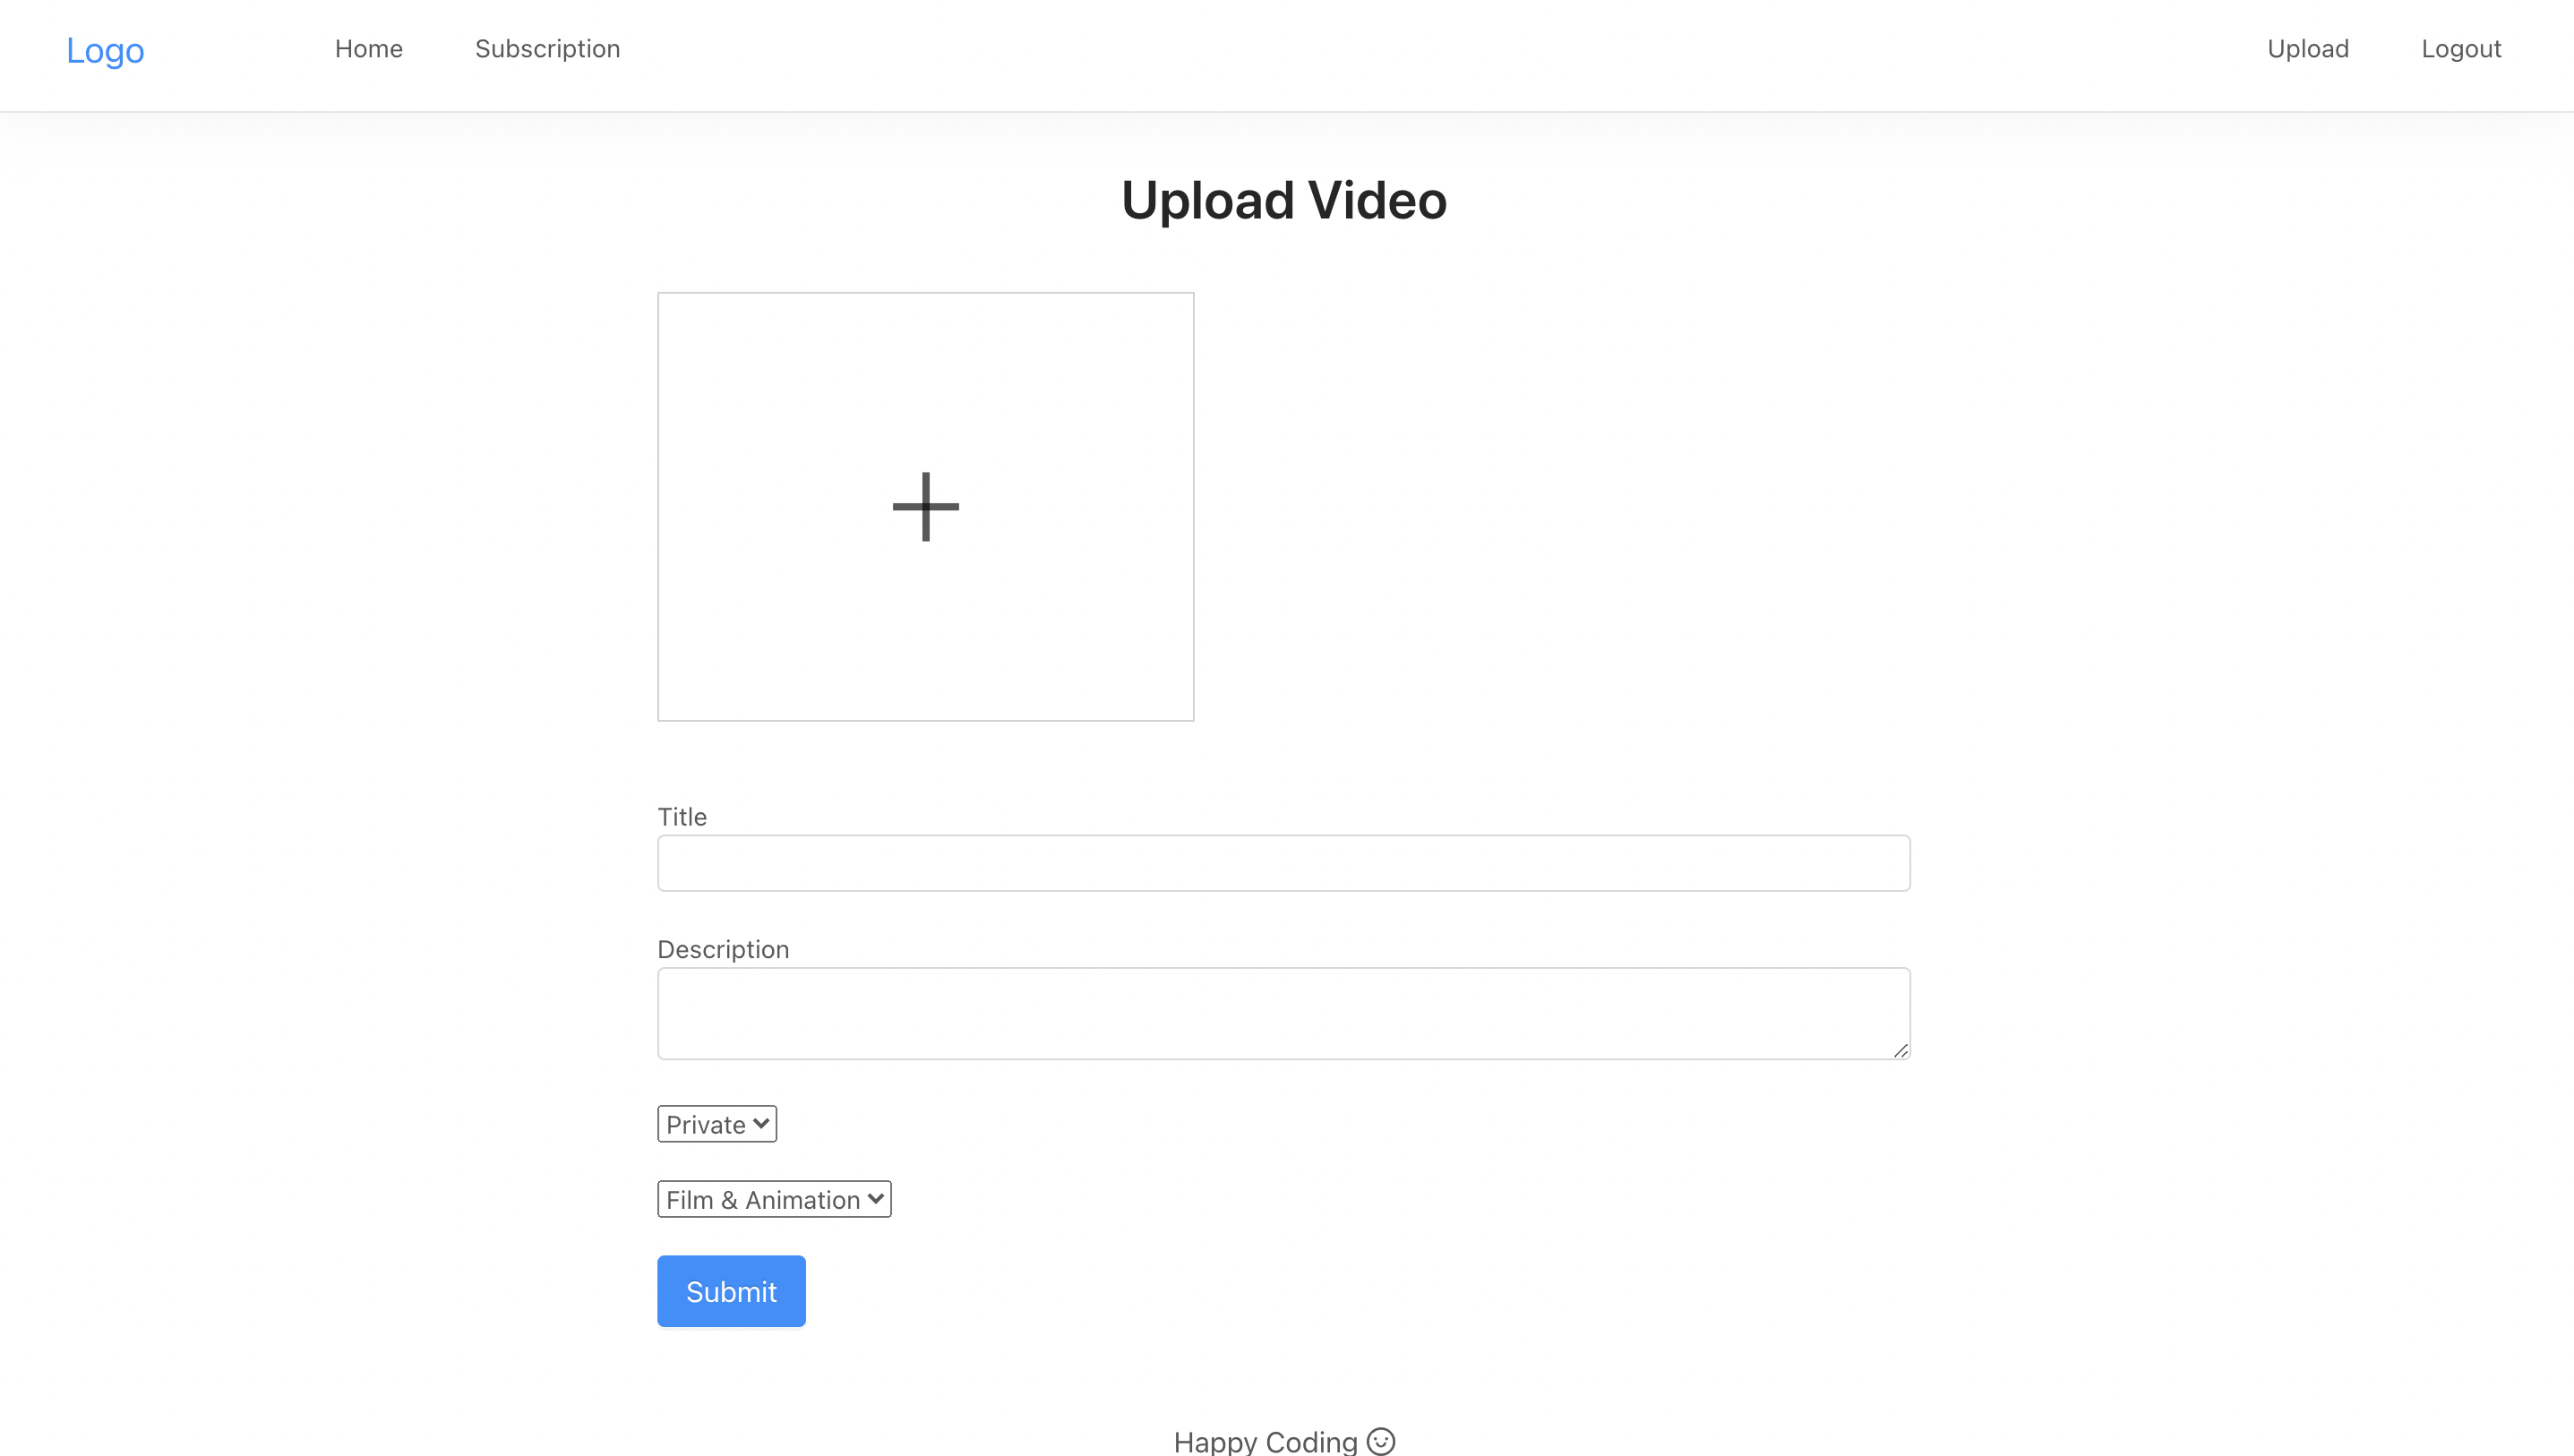 Logo
Home
Subscription
Upload
Logout
Upload Video
Title
Description
Private
Film & Animation
Submit
Happy Coding